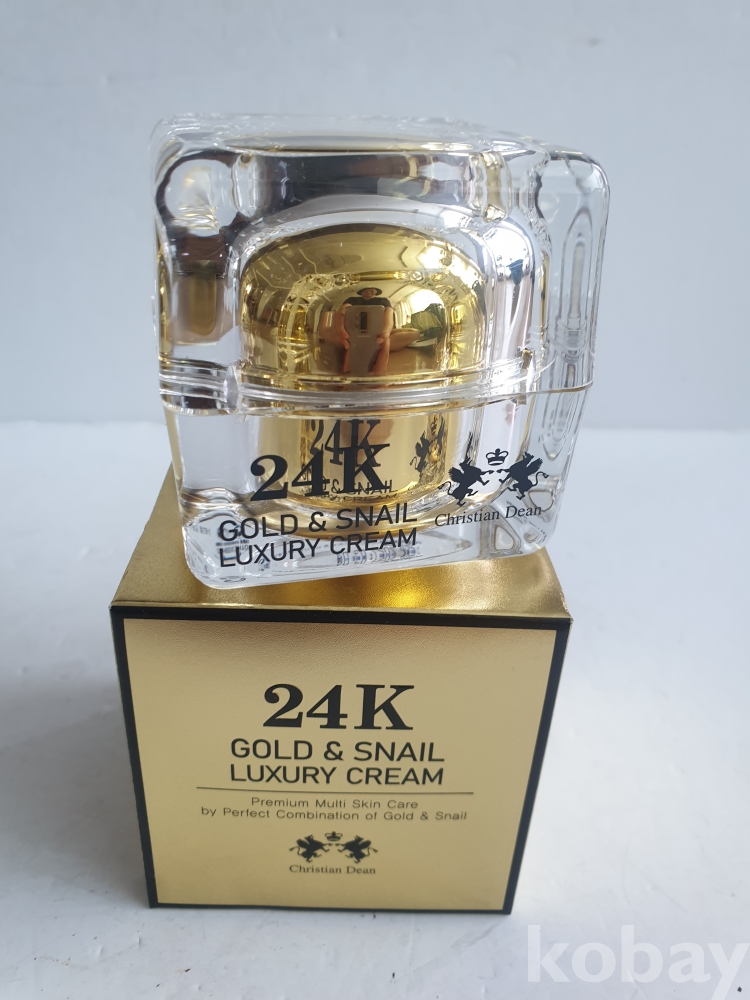 24K
GOLD & SNAIL
LUXURY CREAM
Christian Dean
24K
GOLD & SNAIL
LUXURY CREAM
Premium Multi Skin Care
by Perfect Combination of Gold & Snail
Christian Dean
kobay